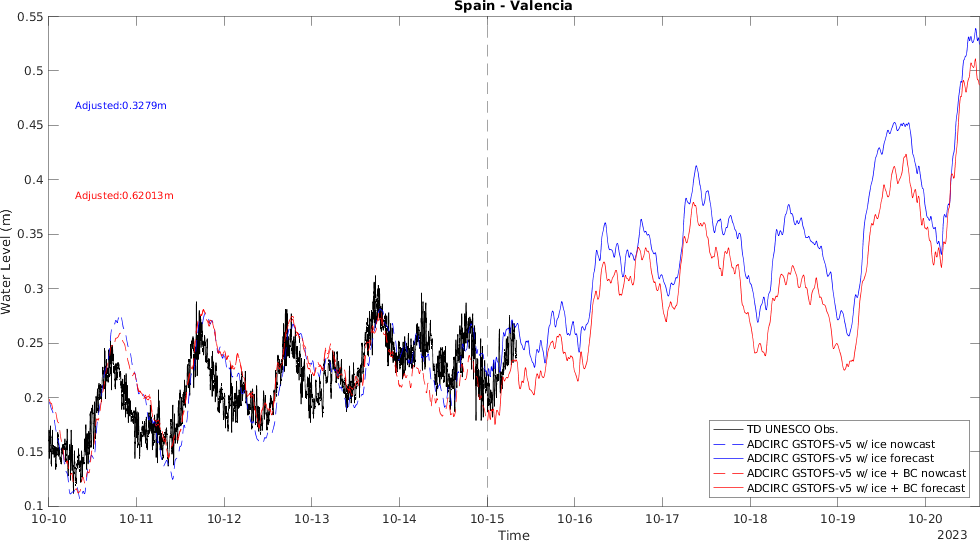 Spain - Valencia
0.55
0.5
0.45
0.4
0.35
0.3
0.25
0.2
0.15
0.1
Water Level (m)
Adjusted:0.3279m
Adjusted:0.62013m
TD UNESCO Obs.
ADCIRC GSTOFS-v5 w/ ice nowcast
ADCIRC GSTOFS-v5 w/ ice forecast
ADCIRC GSTOFS-v5 w/ ice + BC nowcast
ADCIRC GSTOFS-v5 w/ ice + BC forecast
10-10 10-11 10-12 10-13 10-14 10-15 10-16 10-17 10-18 10-19 10-20
Time
2023